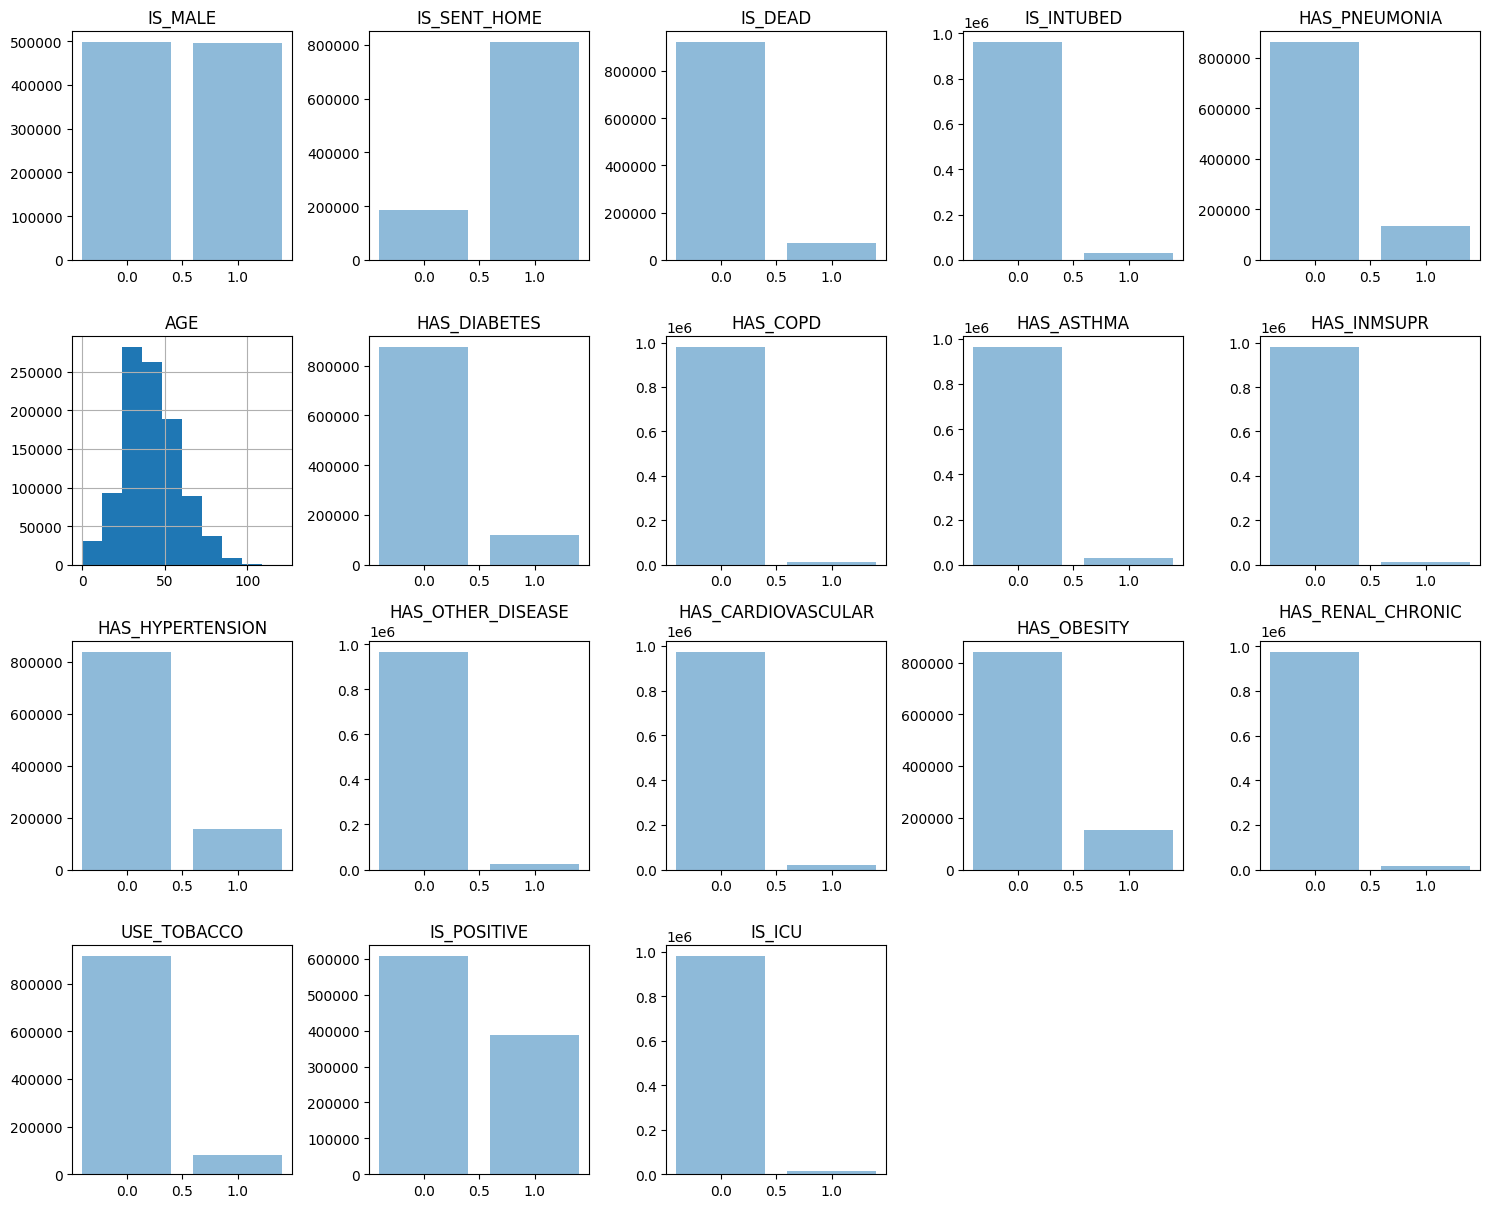 IS_MALE
500000
400000
300000
200000
100000
0
0.0 0.5 1.0
IS_SENT_HOME
800000
600000
400000
200000
0
0.0 0.5 1.0
IS_DEAD
800000
600000
400000
200000
0
0.0 0.5 1.0
IS_INTUBED
1e6
1.0
0.8
0.6
0.4
0.2
0.0
0.0 0.5 1.0
HAS_PNEUMONIA
800000
600000
400000
200000
0
0.0 0.5 1.0
AGE
250000
200000
150000
100000
50000
0
0 50 100
HAS_DIABETES
800000
600000
400000
200000
0
0.0 0.5 1.0
HAS_COPD
1e6
1.0
0.8
0.6
0.4
0.2
0.0
0.0 0.5 1.0
HAS_ASTHMA
1e6
1.0
0.8
0.6
0.4
0.2
0.0
0.0 0.5 1.0
HAS_INMSUPR
1e6
1.0
0.8
0.6
0.4
0.2
0.0
0.0 0.5 1.0
HAS_HYPERTENSION
800000
600000
400000
200000
0
0.0 0.5 1.0
HAS_OTHER_DISEASE
1e6
1.0
0.8
0.6
0.4
0.2
0.0
0.0 0.5 1.0
HAS_CARDIOVASCULAR
1e6
1.0
0.8
0.6
0.4
0.2
0.0
0.0 0.5 1.0
HAS_OBESITY
800000
600000
400000
200000
0
0.0 0.5 1.0
HAS_RENAL_CHRONIC
1e6
1.0
0.8
0.6
0.4
0.2
0.0
0.0 0.5 1.0
USE_TOBACCO
800000
600000
400000
200000
0
0.0 0.5 1.0
IS_POSITIVE
600000
500000
400000
300000
200000
100000
0
0.0 0.5 1.0
IS_ICU
1e6
1.0
0.8
0.6
0.4
0.2
0.0
0.0 0.5 1.0